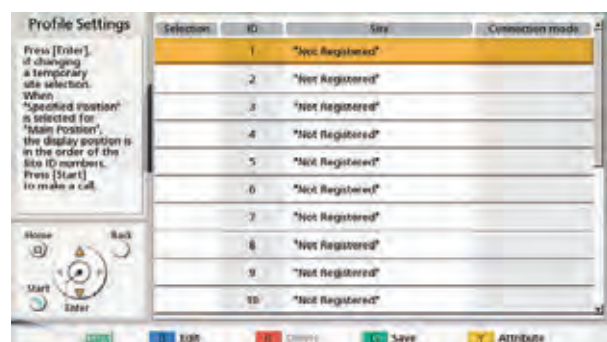 Profile Settings
Press [Enter],
if changing
a temporary
site selection.
When
"Specified Position"
is selected for
"Main Position",
the display position is
in the order of the
Site ID numbers.
Press [Start]
to make a call.
Home
Back
Start
Enter
Selection ID Site Connection mode
1 "Not Registered"
2 "Not Registered"
3 "Not Registered"
4 "Not Registered"
5 "Not Registered"
6 "Not Registered"
7 "Not Registered"
8 "Not Registered"
9 "Not Registered"
10 "Not Registered"
B Edit R Delete G Save Y Attribute